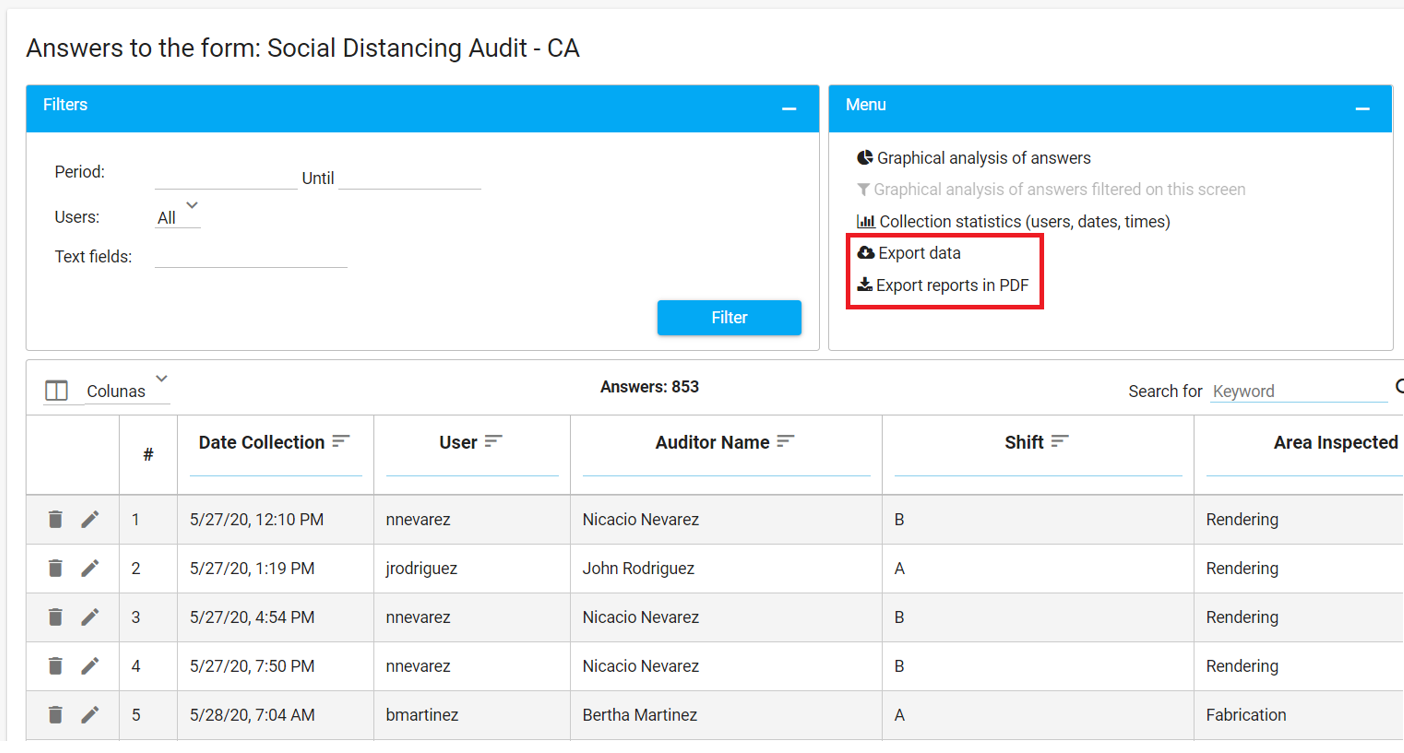 Answers to the form: Social Distancing Audit - CA
Filters
Period:
Until
Users:
All
Text fields:
Filter
Menu
Graphical analysis of answers
Graphical analysis of answers filtered on this screen
Collection statistics (users, dates, times)
Export data
Export reports in PDF
Colunas
Answers: 853
Search for Keyword
# Date Collection User Auditor Name Shift Area Inspected
1 5/27/20, 12:10 PM nnevarez Nicacio Nevarez B Rendering
2 5/27/20, 1:19 PM jrodriguez John Rodriguez A Rendering
3 5/27/20, 4:54 PM nnevarez Nicacio Nevarez B Rendering
4 5/27/20, 7:50 PM nnevarez Nicacio Nevarez B Rendering
5 5/28/20, 7:04 AM bmartinez Bertha Martinez A Fabrication